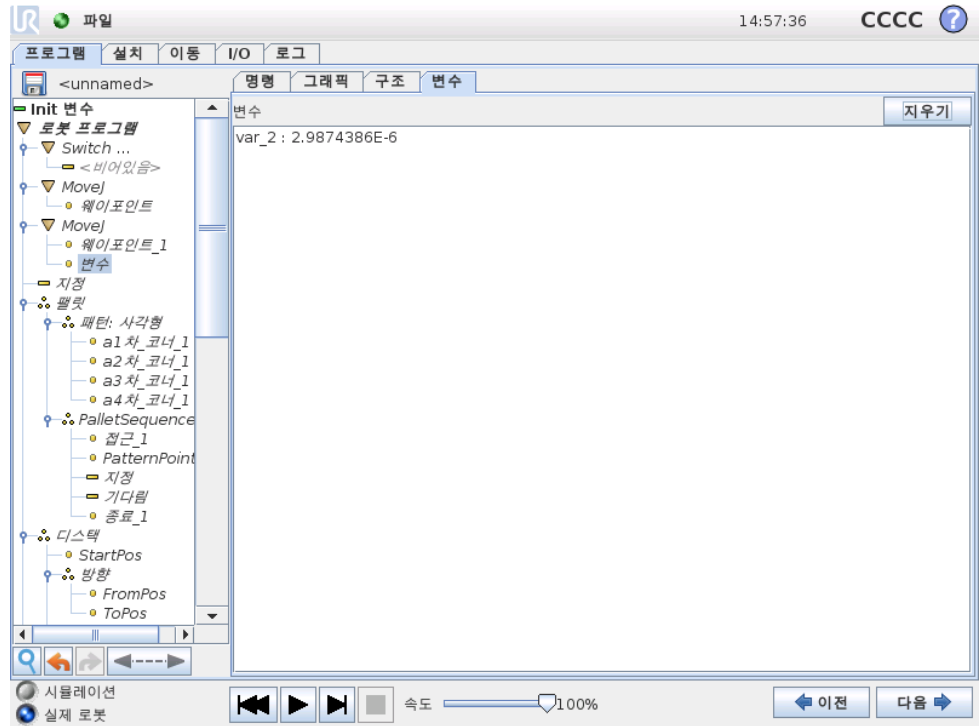 UR 파일 14:57:36 CCCC ?
프로그램 설치 이동 I/O 로그
<unnamed>
명령 그래픽 구조 변수
Init 변수
로봇 프로그램
Switch ...
<비어있음>
MoveJ
웨이포인트
MoveJ
웨이포인트_1
변수
지정
팰릿
패턴: 사각형
a1차_코너_1
a2차_코너_1
a3차_코너_1
a4차_코너_1
PalletSequence
접근_1
PatternPoint
지정
기다림
종료_1
디스택
StartPos
방향
FromPos
ToPos
변수 지우기
var_2 : 2.9874386E-6
시뮬레이션
실제 로봇
속도 100% 이전 다음